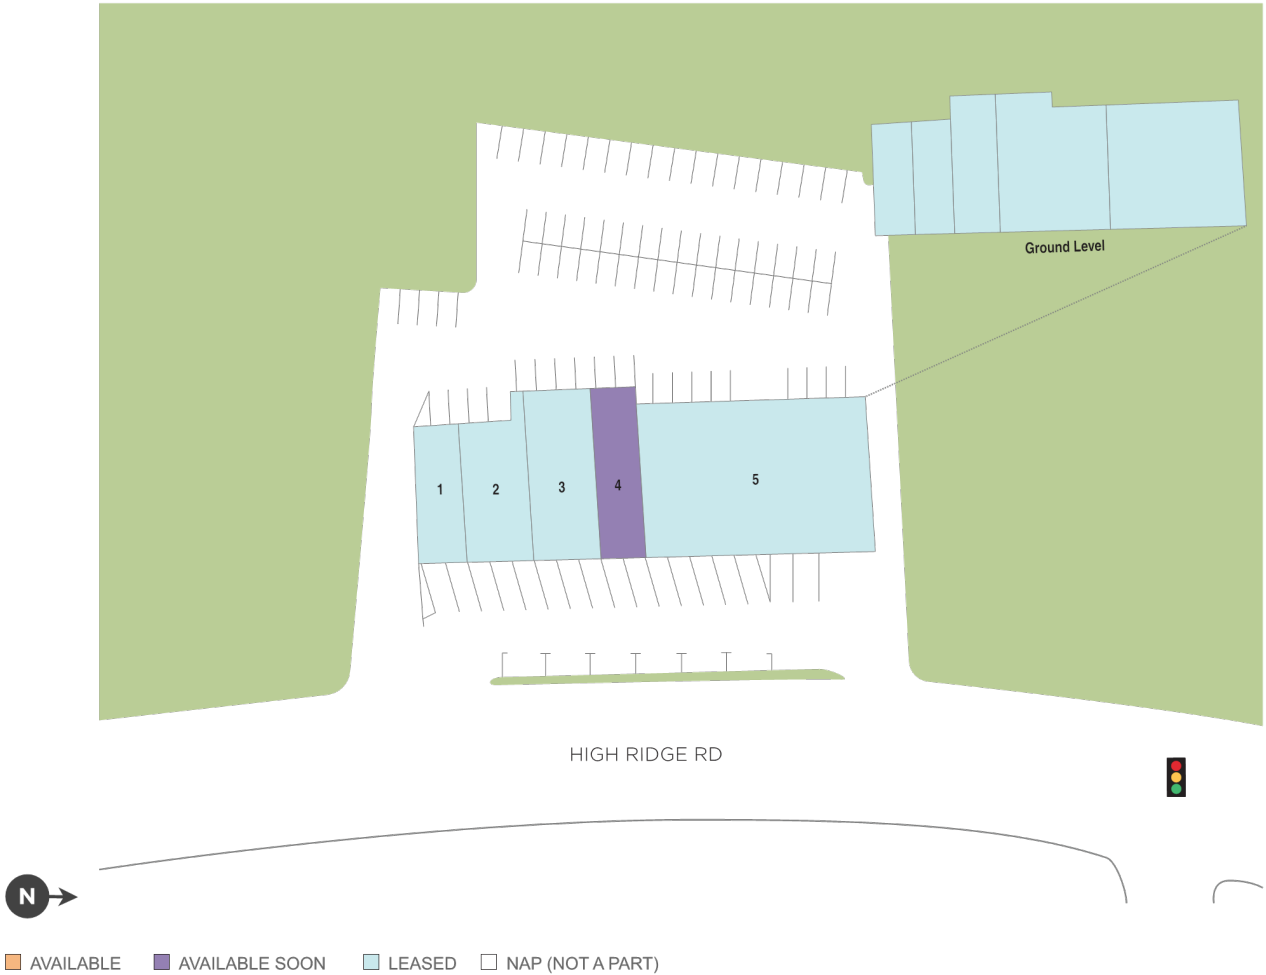 Ground Level
1
2
3
4
5
HIGH RIDGE RD
N
AVAILABLE
AVAILABLE SOON
LEASED
NAP (NOT A PART)